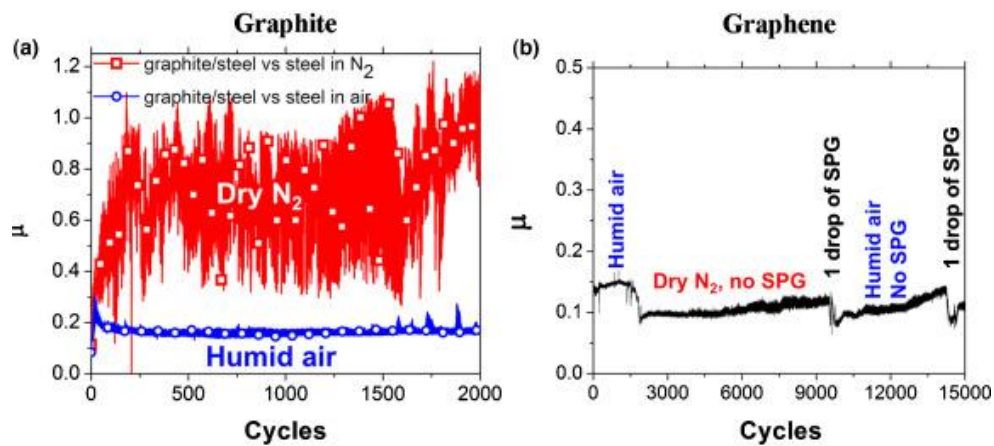 Graphite
(a)
graphite/steel vs steel in N₂
graphite/steel vs steel in air
Dry N₂
Humid air
μ
1.2
1.0
0.8
0.6
0.4
0.2
0.0
0
500
1000
1500
2000
Cycles
Graphene
(b)
Humid air
Dry N₂, no SPG
1 drop of SPG
Humid air
No SPG
1 drop of SPG
μ
0.5
0.4
0.3
0.2
0.1
0.0
0
3000
6000
9000
12000
15000
Cycles